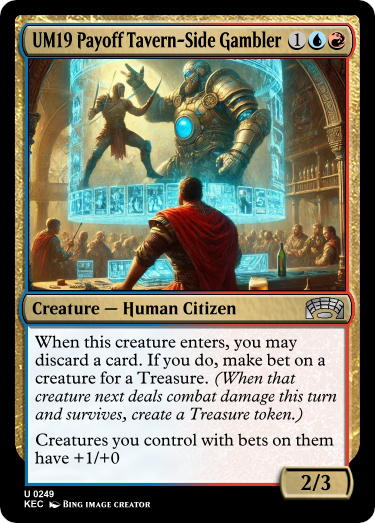 UM19 Payoff Tavern-Side Gambler 1
Creature — Human Citizen
When this creature enters, you may
discard a card. If you do, make bet on a
creature for a Treasure. (When that
creature next deals combat damage this turn
and survives, create a Treasure token.)
Creatures you control with bets on them
have +1/+0
2/3
U 0249
KEC Bing image creator